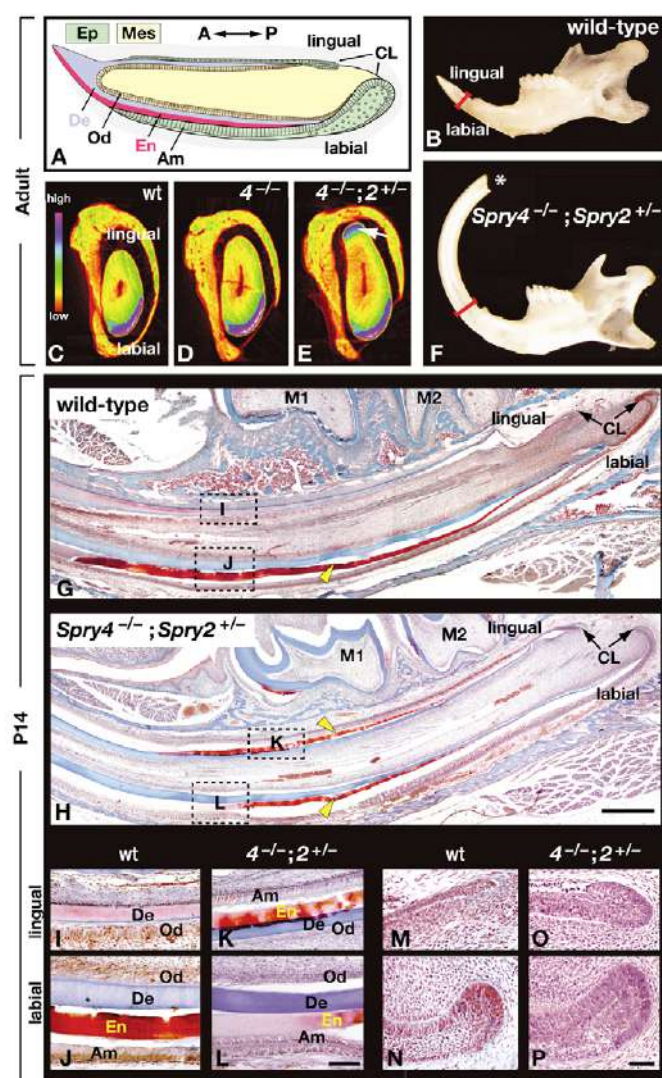 Adult
P14
Ep Mes
A P
lingual
CL
De
Od
En
Am
labial
A
wild-type
lingual
labial
B
high
low
wt
lingual
labial
C
4−/−
D
4−/−;2+/−
E
*
Spry4−/−;Spry2+/−
F
wild-type
M1
M2
lingual
CL
labial
I
J
G
Spry4−/−;Spry2+/−
M1
M2
lingual
CL
labial
K
L
H
wt 4−/−;2+/− wt 4−/−;2+/−
lingual
De
Od
I
Am
En
De
Od
K
M
O
labial
Od
De
En
Am
J
Od
De
En
Am
L
N
P